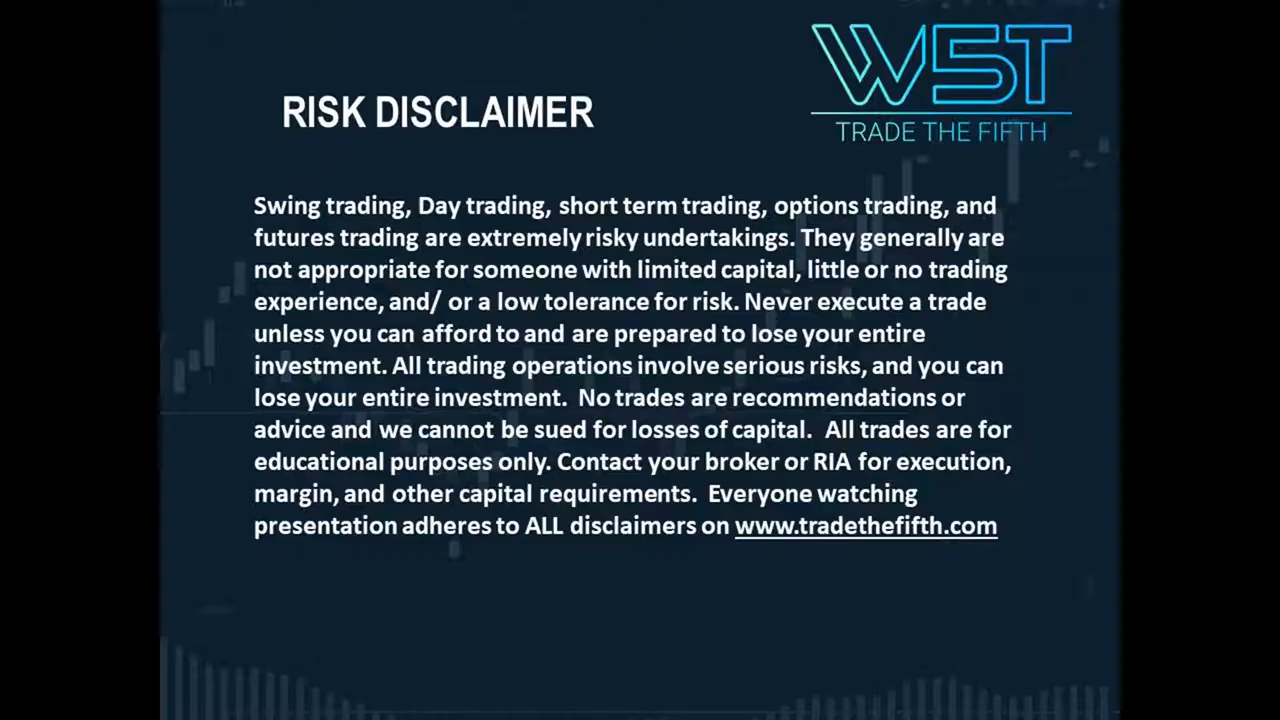 W5T
TRADE THE FIFTH
RISK DISCLAIMER
Swing trading, Day trading, short term trading, options trading, and
futures trading are extremely risky undertakings. They generally are
not appropriate for someone with limited capital, little or no trading
experience, and/ or a low tolerance for risk. Never execute a trade
unless you can afford to and are prepared to lose your entire
investment. All trading operations involve serious risks, and you can
lose your entire investment.  No trades are recommendations or
advice and we cannot be sued for losses of capital.  All trades are for
educational purposes only. Contact your broker or RIA for execution,
margin, and other capital requirements.  Everyone watching
presentation adheres to ALL disclaimers on www.tradethefifth.com